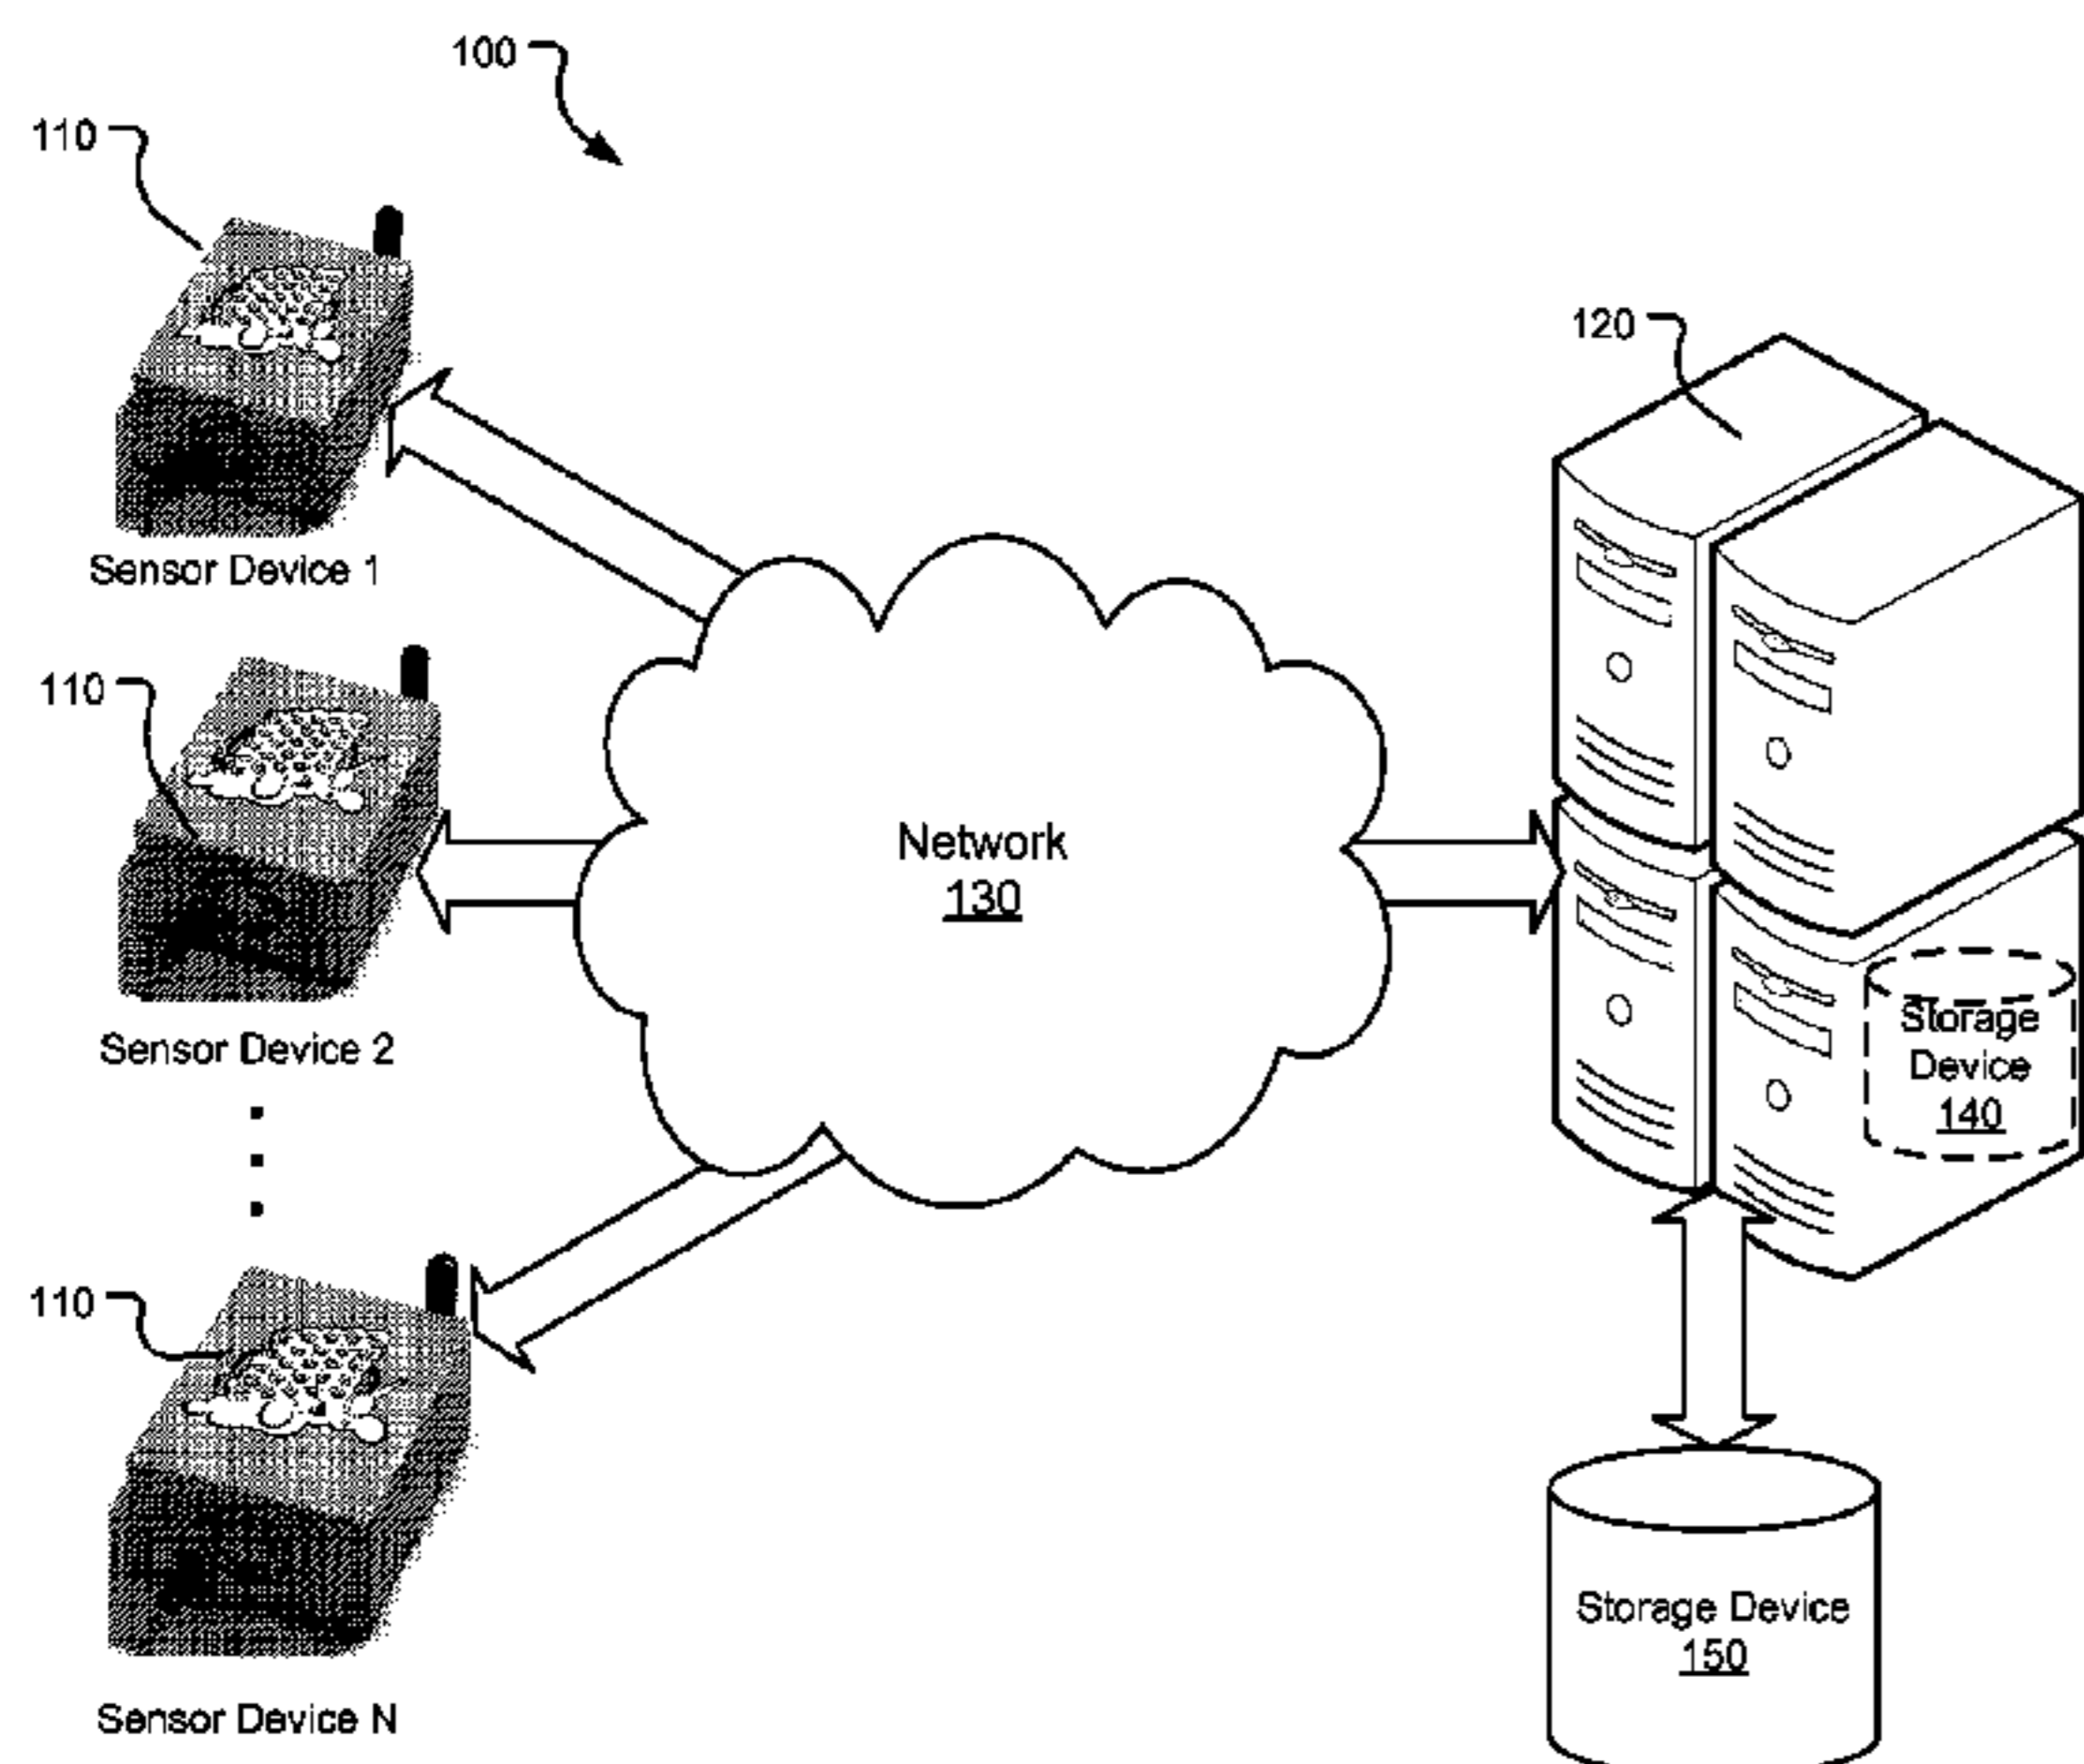 100
110
120
Sensor Device 1
110
Network
130
Storage
Device
140
Sensor Device 2
110
Storage Device
150
Sensor Device N